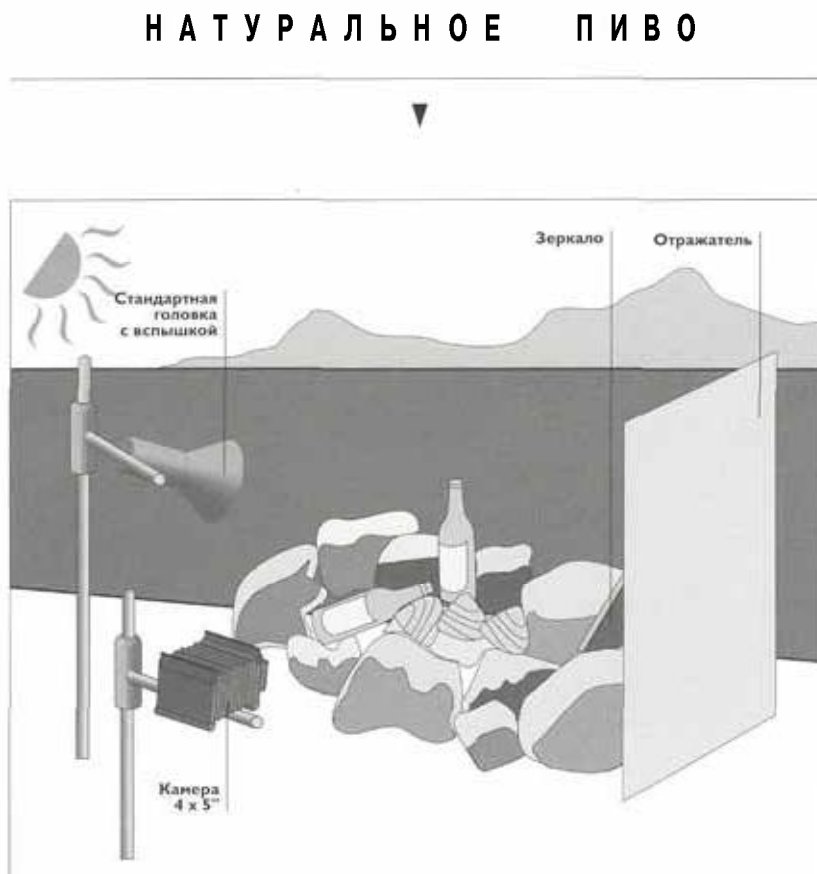 НАТУРАЛЬНОЕ ПИВО
Зеркало
Отражатель
Стандартная
головка
с вспышкой
Камера
4 x 5"